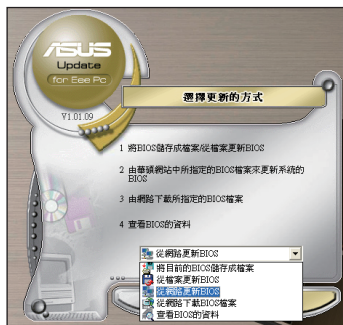 ASUS
Update
for Eee Pc
V1.01.09
選擇更新的方式
1 將BIOS儲存成檔案/從檔案更新BIOS
2 由華碩網站中所指定的BIOS檔案來更新系統的
BIOS
3 由網路下載所指定的BIOS檔案
4 查看BIOS的資料
從網路更新BIOS
將目前的BIOS儲存成檔案
從檔案更新BIOS
從網路更新BIOS
從網路下載BIOS檔案
查看BIOS的資料